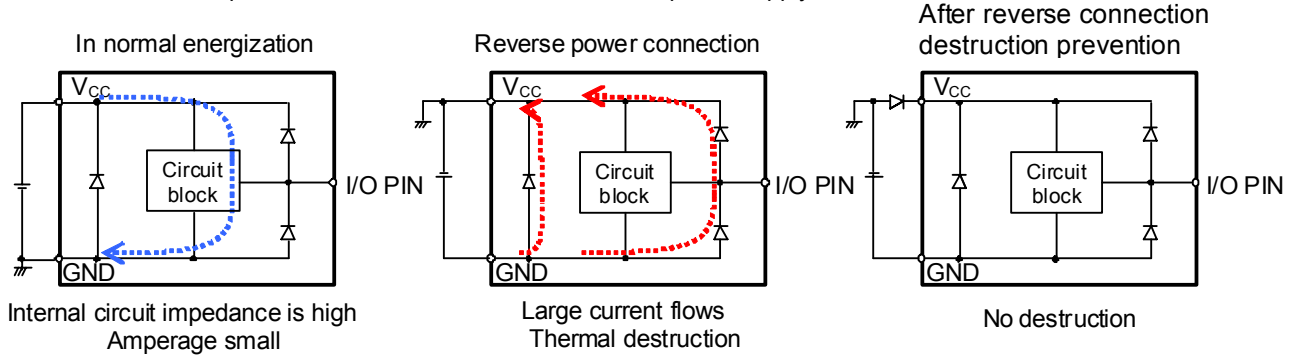 In normal energization
VCC
Circuit
block
I/O PIN
GND
Internal circuit impedance is high
Amperage small
Reverse power connection
VCC
Circuit
block
I/O PIN
GND
Large current flows
Thermal destruction
After reverse connection
destruction prevention
VCC
Circuit
block
I/O PIN
GND
No destruction